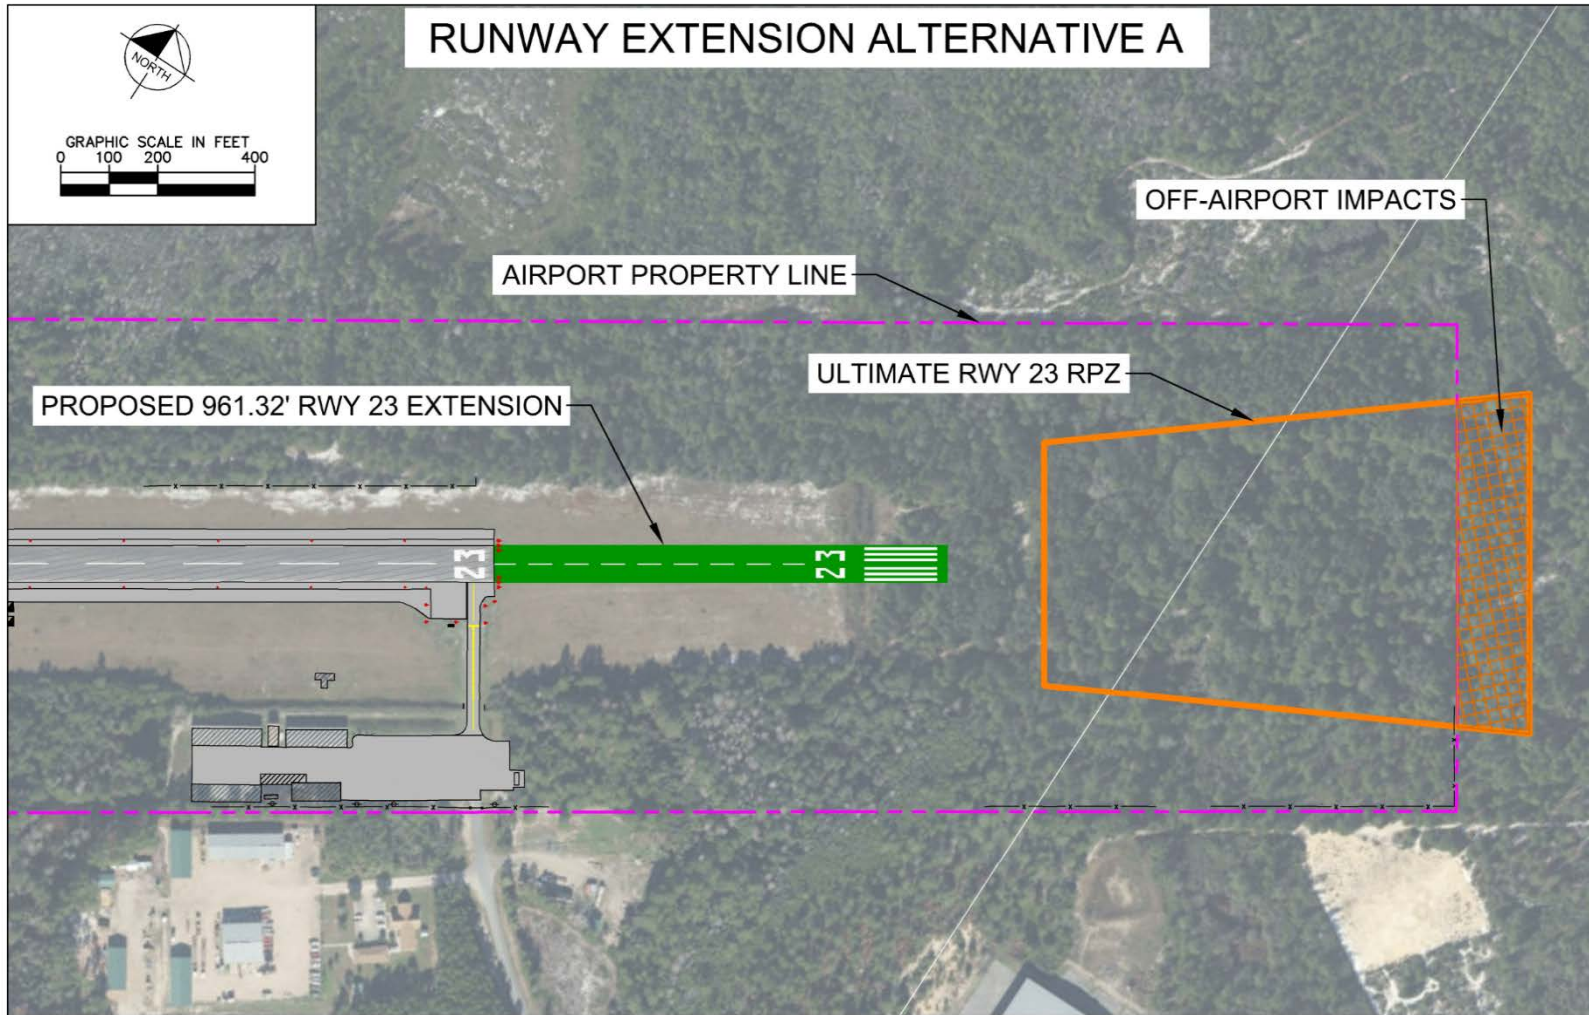 RUNWAY EXTENSION ALTERNATIVE A
NORTH
GRAPHIC SCALE IN FEET
0 100 200 400
OFF-AIRPORT IMPACTS
AIRPORT PROPERTY LINE
ULTIMATE RWY 23 RPZ
PROPOSED 961.32' RWY 23 EXTENSION
23
23